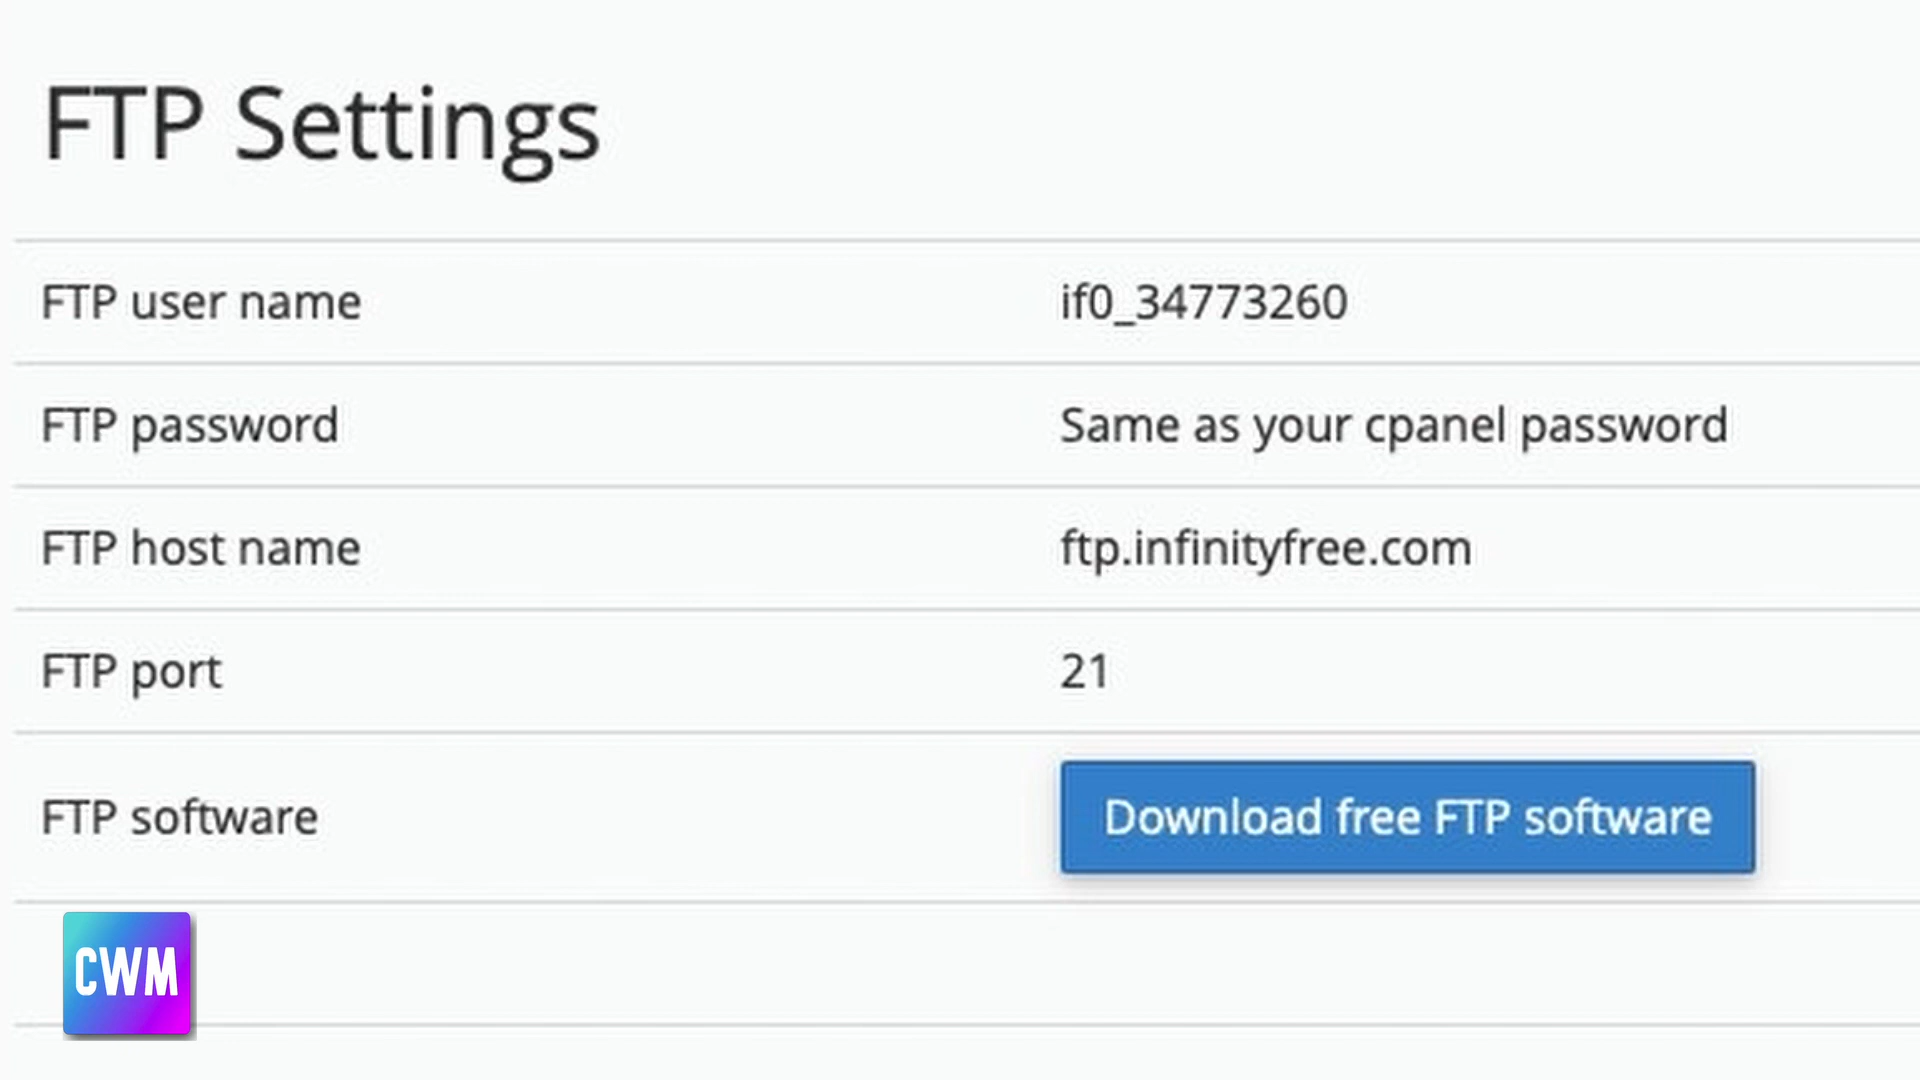 FTP Settings
FTP user name if0_34773260
FTP password Same as your cpanel password
FTP host name ftp.infinityfree.com
FTP port 21
FTP software Download free FTP software
CWM